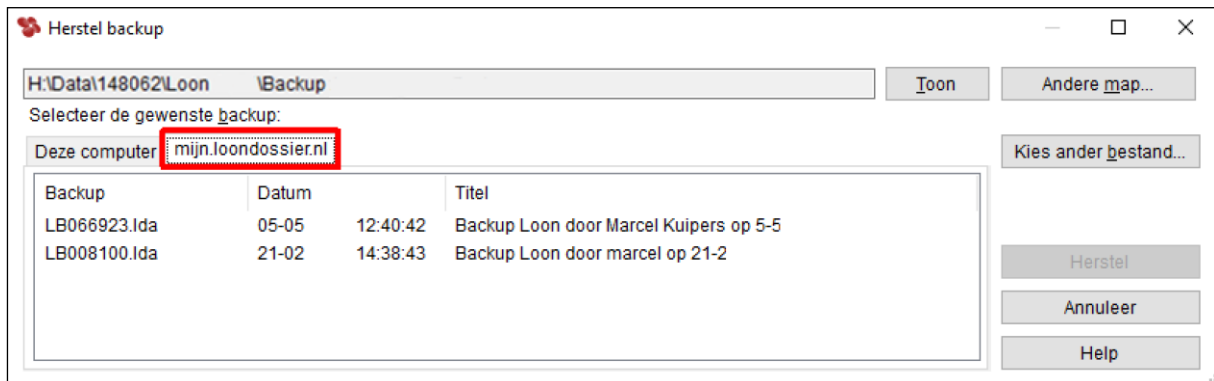 Herstel backup
H:\Data\148062\Loon \Backup Toon Andere map...
Selecteer de gewenste backup:
Deze computer mijn.loondossier.nl Kies ander bestand...
Backup Datum Titel
LB066923.lda 05-05 12:40:42 Backup Loon door Marcel Kuipers op 5-5
LB008100.lda 21-02 14:38:43 Backup Loon door marcel op 21-2
Herstel
Annuleer
Help